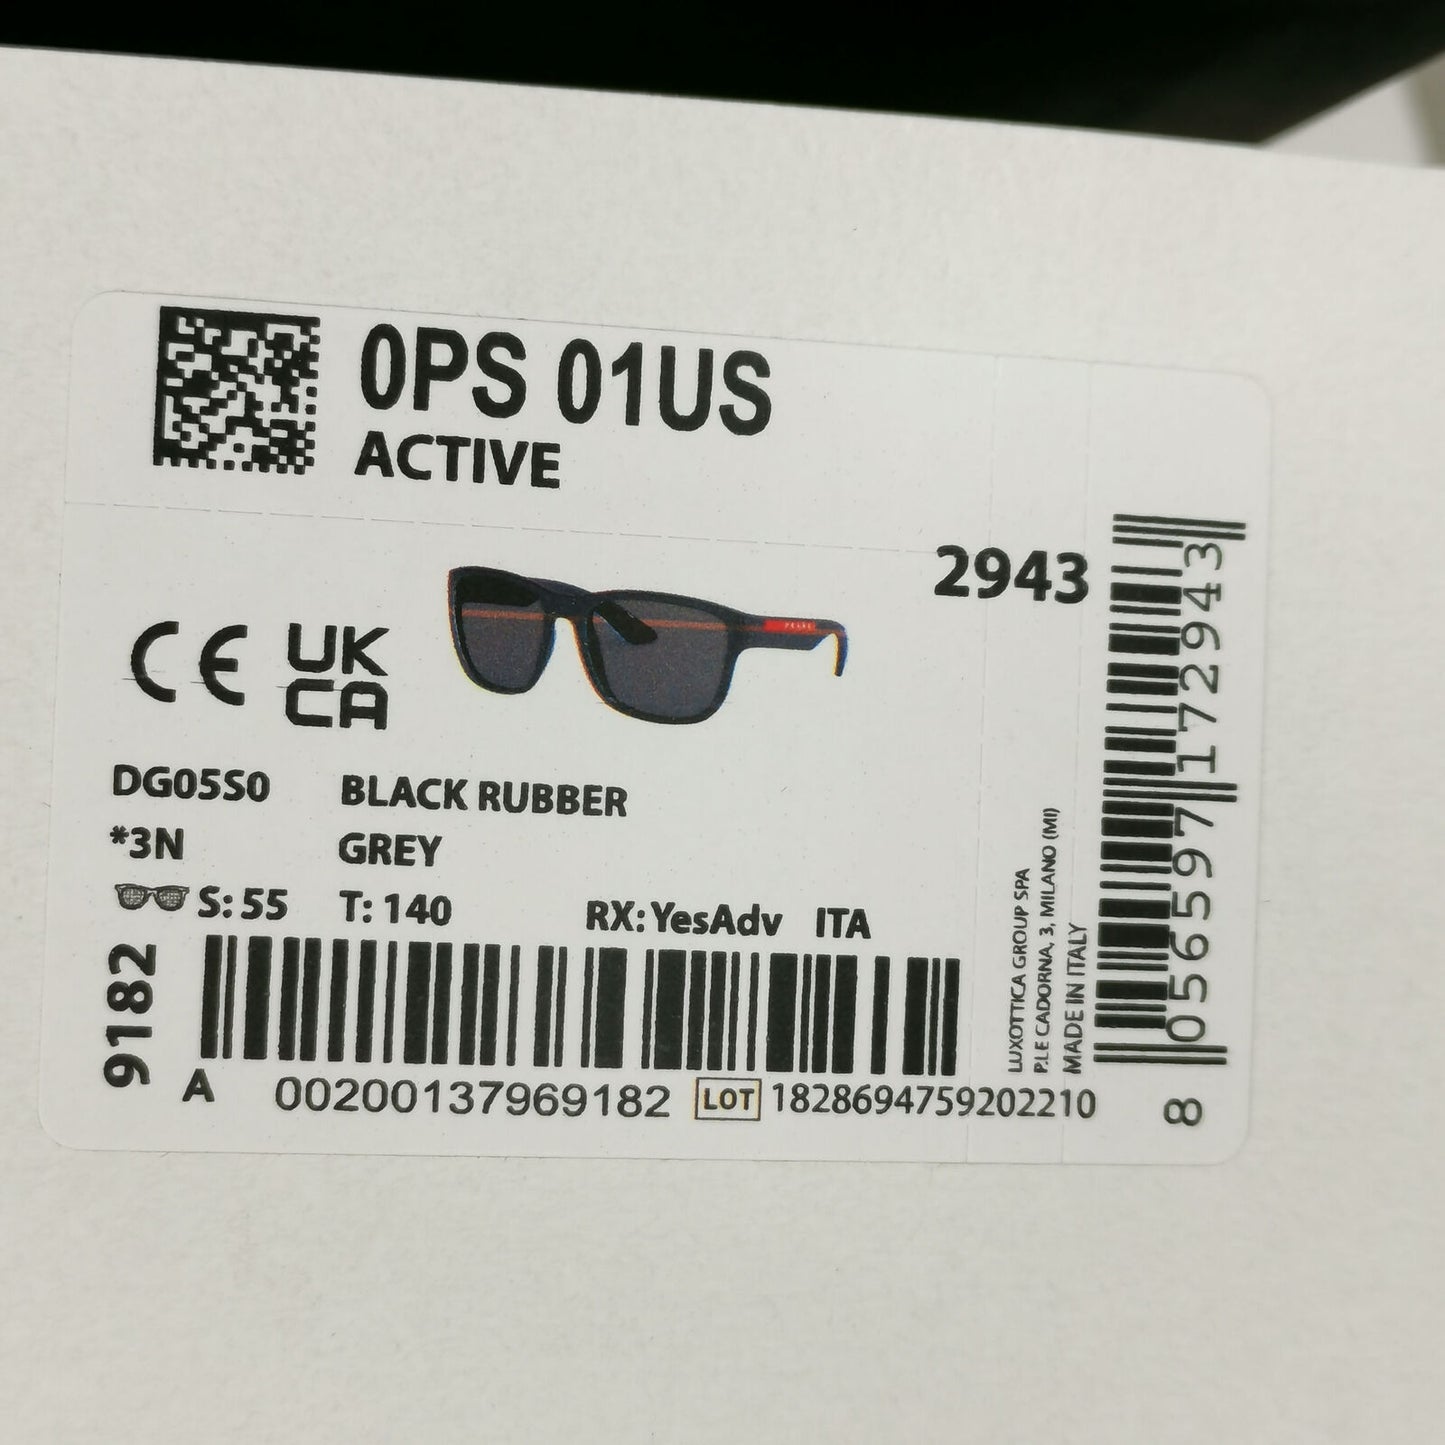 0PS 01US
ACTIVE
2943
CE
UK
CA
PRADA
DG05S0 BLACK RUBBER
*3N GREY
S: 55 T: 140 RX: YesAdv ITA
9182
A 00200137969182 LOT 1828694759202210
LUXOTTICA GROUP SPA
P.LE CADORNA, 3, MILANO (MI)
MADE IN ITALY
8 056597 172943